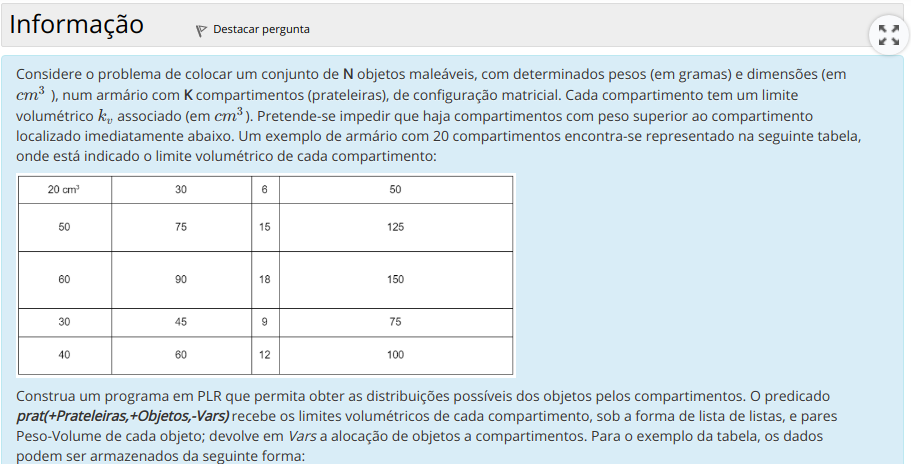 Informação
Destacar pergunta
Considere o problema de colocar um conjunto de N objetos maleáveis, com determinados pesos (em gramas) e dimensões (em
cm³ ), num armário com K compartimentos (prateleiras), de configuração matricial. Cada compartimento tem um limite
volumétrico kᵥ associado (em cm³). Pretende-se impedir que haja compartimentos com peso superior ao compartimento
localizado imediatamente abaixo. Um exemplo de armário com 20 compartimentos encontra-se representado na seguinte tabela,
onde está indicado o limite volumétrico de cada compartimento:
20 cm³ 30 6 50
50 75 15 125
60 90 18 150
30 45 9 75
40 60 12 100
Construa um programa em PLR que permita obter as distribuições possíveis dos objetos pelos compartimentos. O predicado
prat(+Prateleiras,+Objetos,-Vars) recebe os limites volumétricos de cada compartimento, sob a forma de lista de listas, e pares
Peso-Volume de cada objeto; devolve em Vars a alocação de objetos a compartimentos. Para o exemplo da tabela, os dados
podem ser armazenados da seguinte forma: